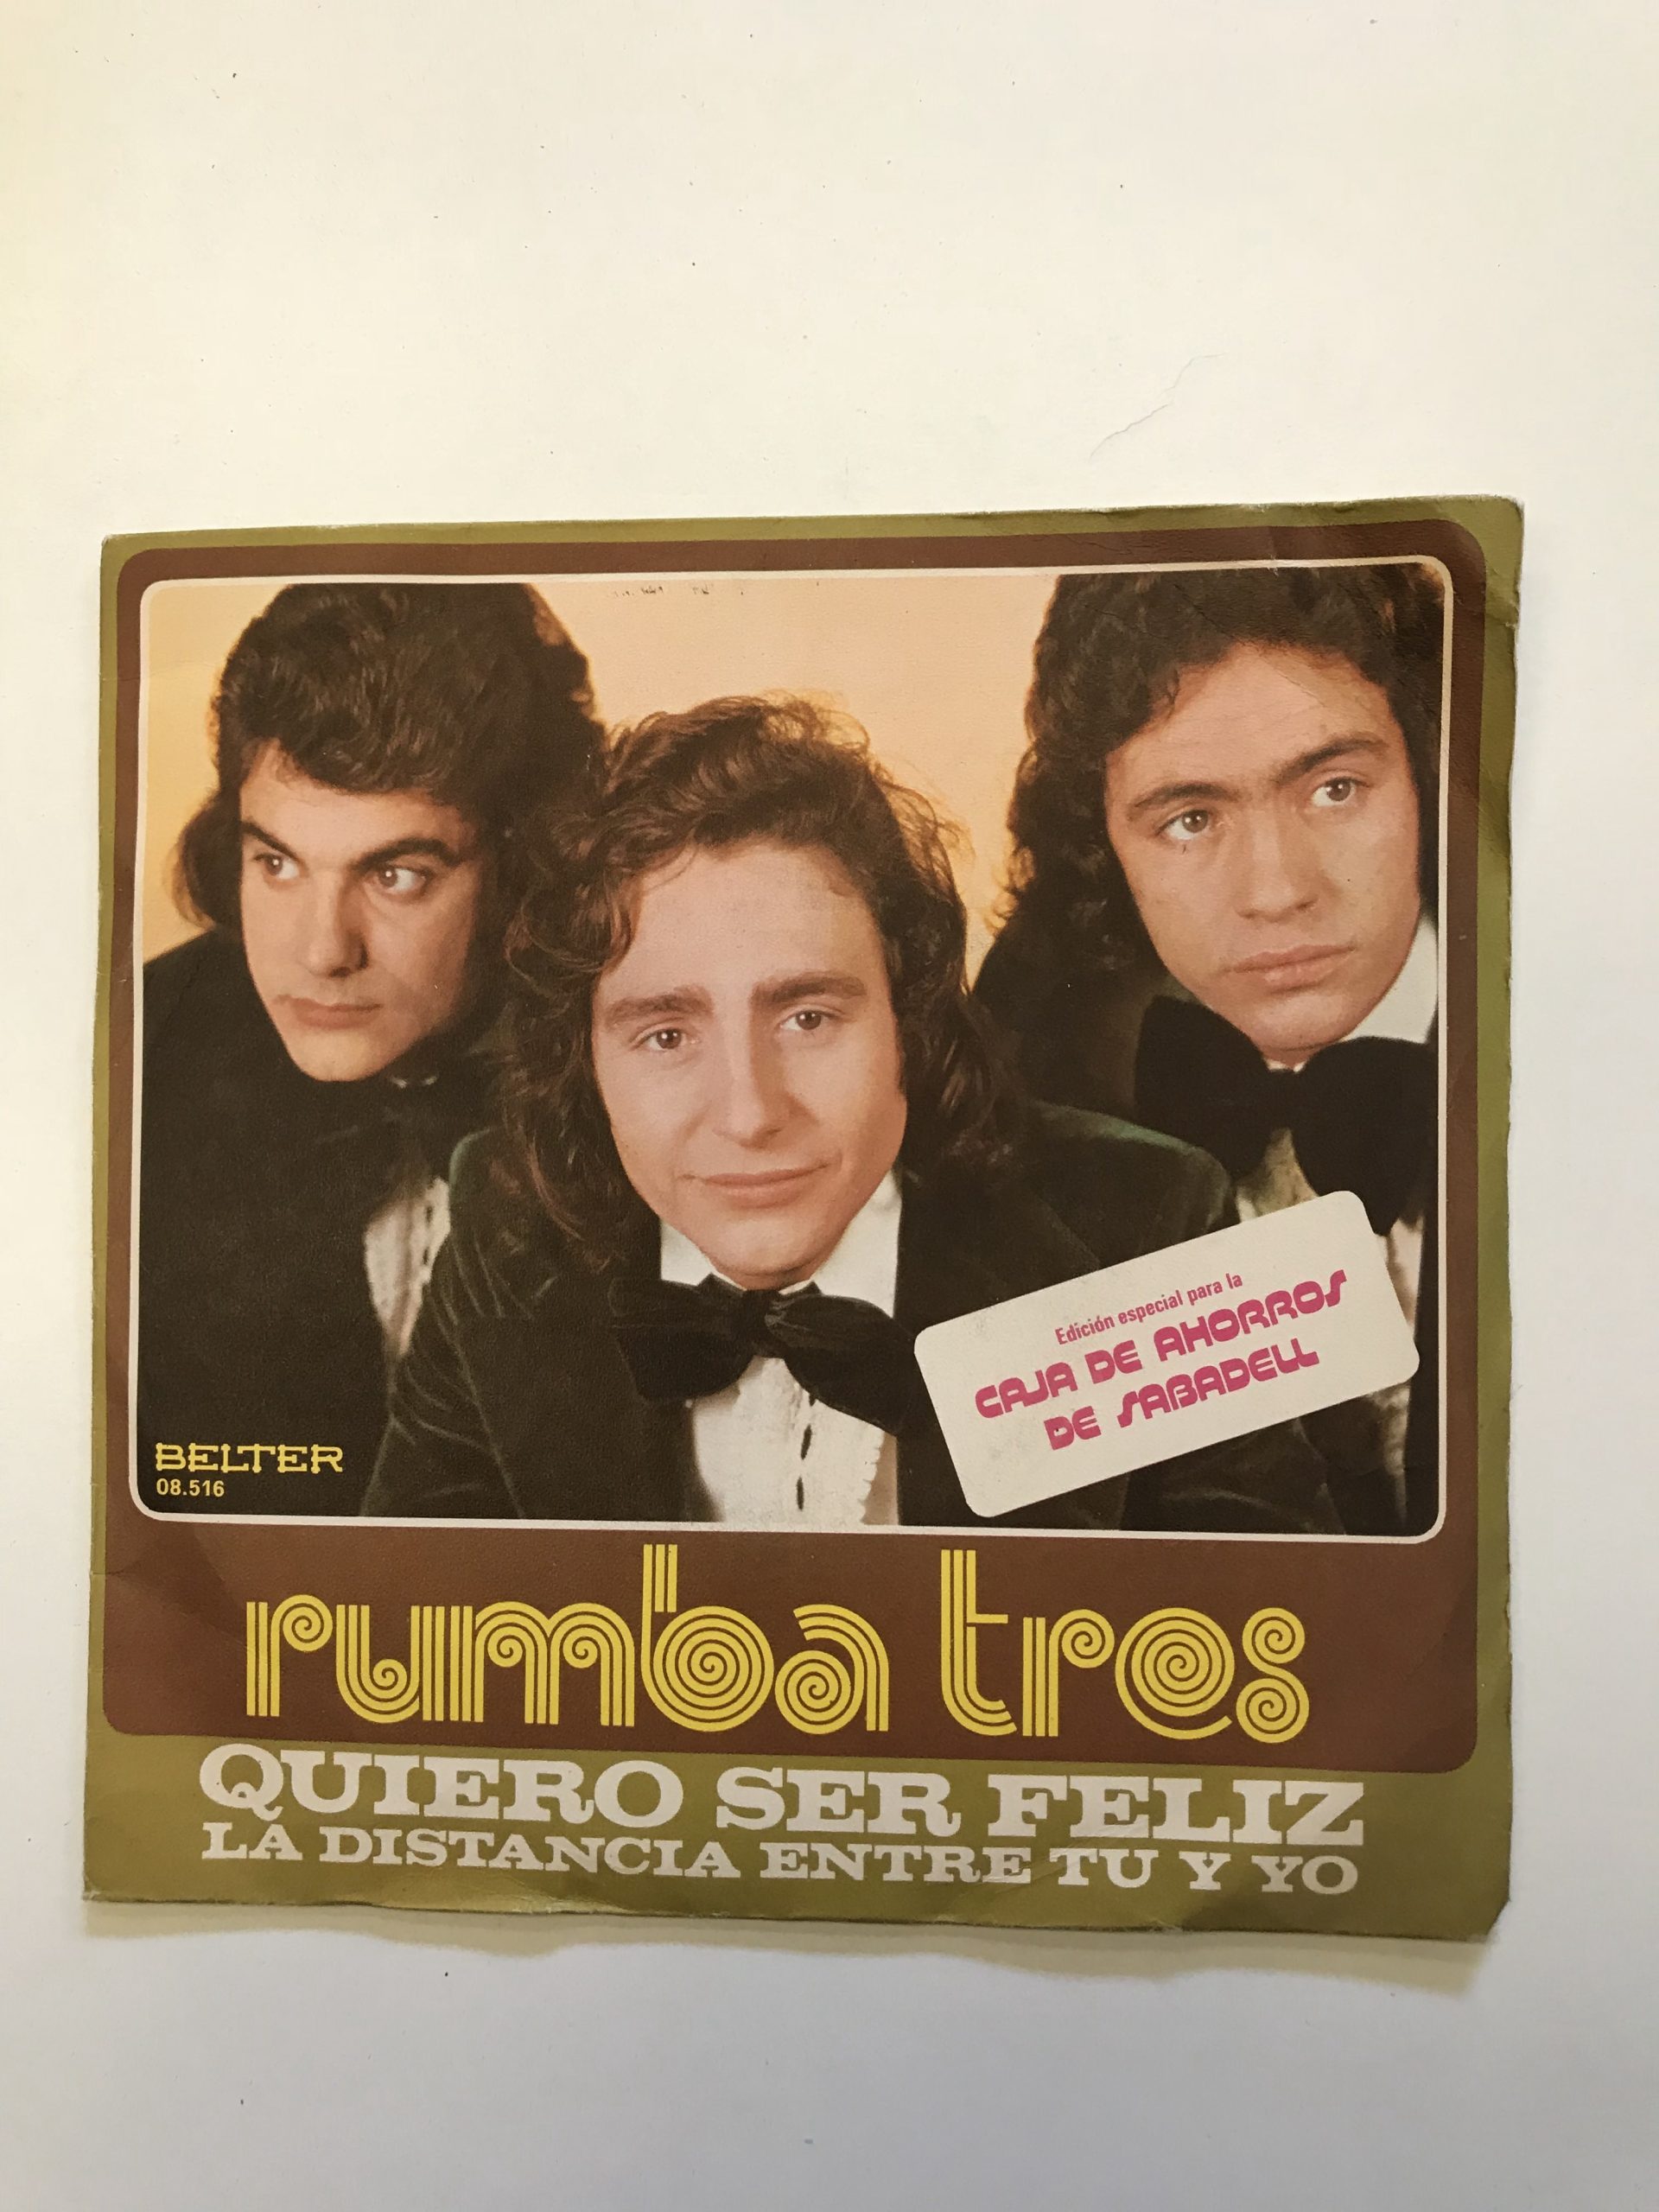 Edición especial para la
CAJA DE AHORROS
DE SABADELL
BELTER
08.516
rumba tres
QUIERO SER FELIZ
LA DISTANCIA ENTRE TU Y YO